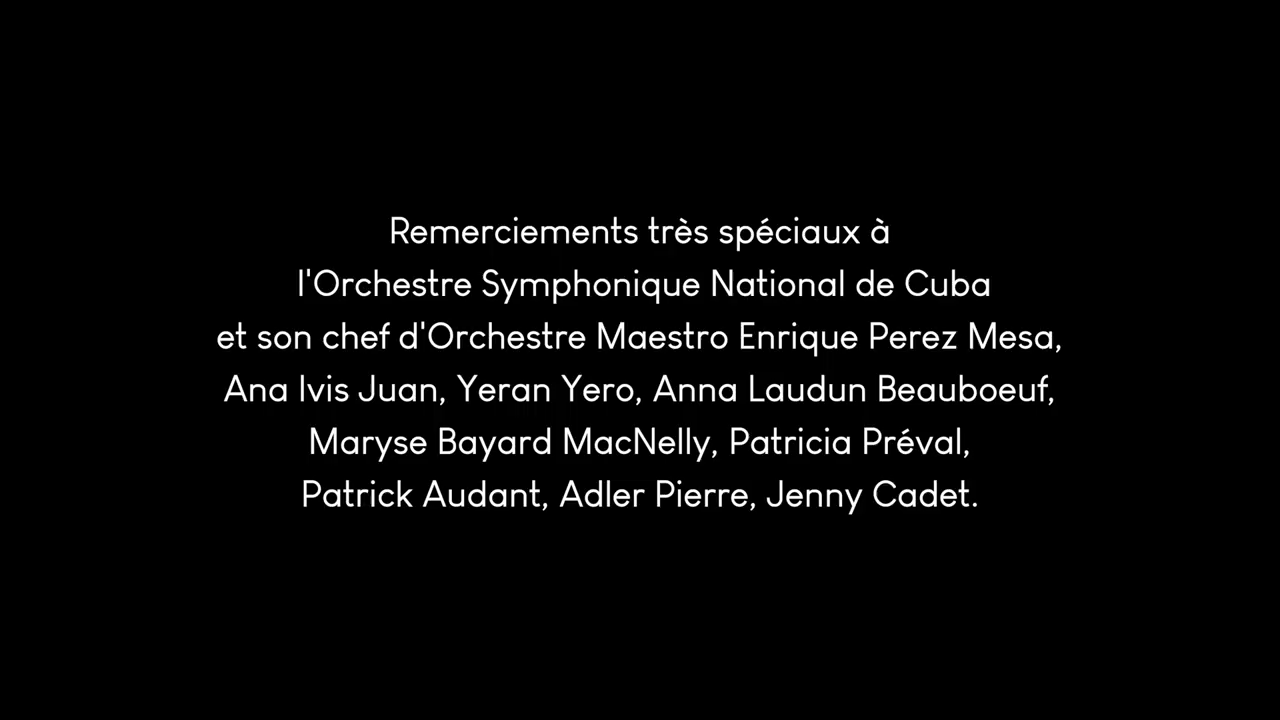 Remerciements très spéciaux à
l'Orchestre Symphonique National de Cuba
et son chef d'Orchestre Maestro Enrique Perez Mesa,
Ana Ivis Juan, Yeran Yero, Anna Laudun Beauboeuf,
Maryse Bayard MacNelly, Patricia Préval,
Patrick Audant, Adler Pierre, Jenny Cadet.